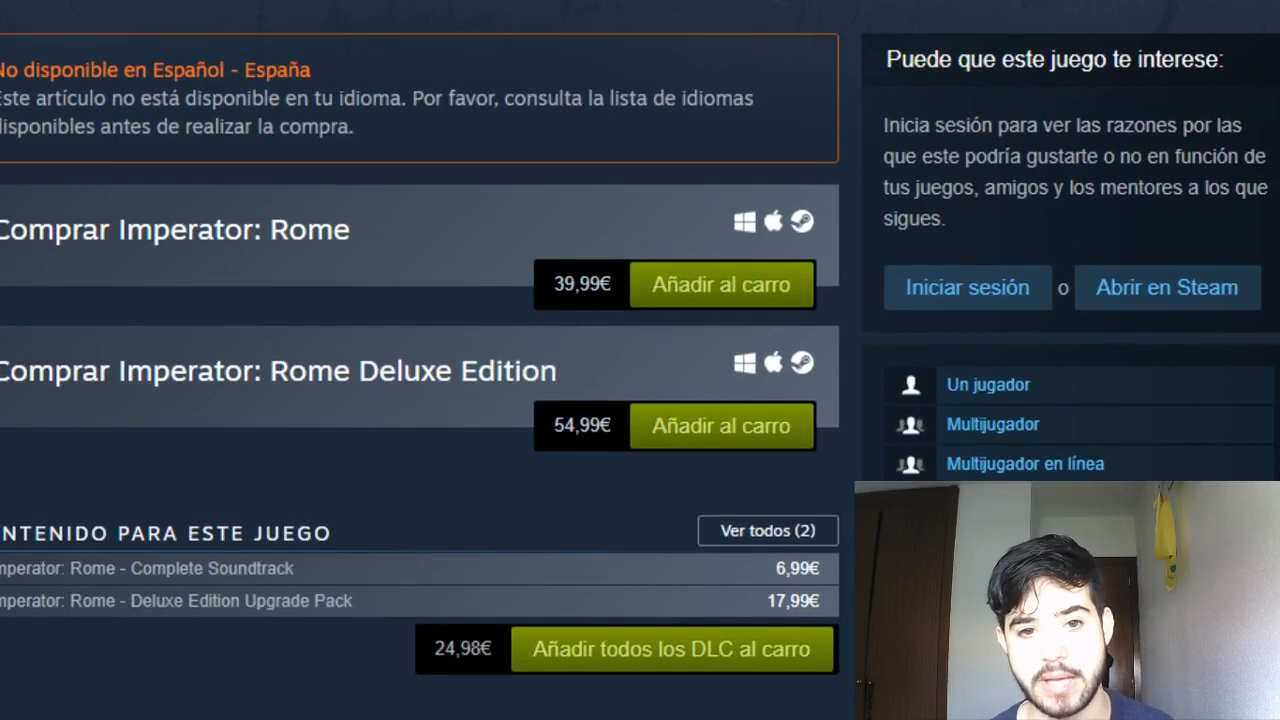 No disponible en Español - España
Este artículo no está disponible en tu idioma. Por favor, consulta la lista de idiomas
disponibles antes de realizar la compra.
Comprar Imperator: Rome
39,99€ Añadir al carro
Comprar Imperator: Rome Deluxe Edition
54,99€ Añadir al carro
NTENIDO PARA ESTE JUEGO
Ver todos (2)
mperator: Rome - Complete Soundtrack 6,99€
mperator: Rome - Deluxe Edition Upgrade Pack 17,99€
24,98€ Añadir todos los DLC al carro
Puede que este juego te interese:
Inicia sesión para ver las razones por las
que este podría gustarte o no en función de
tus juegos, amigos y los mentores a los que
sigues.
Iniciar sesión o Abrir en Steam
Un jugador
Multijugador
Multijugador en línea